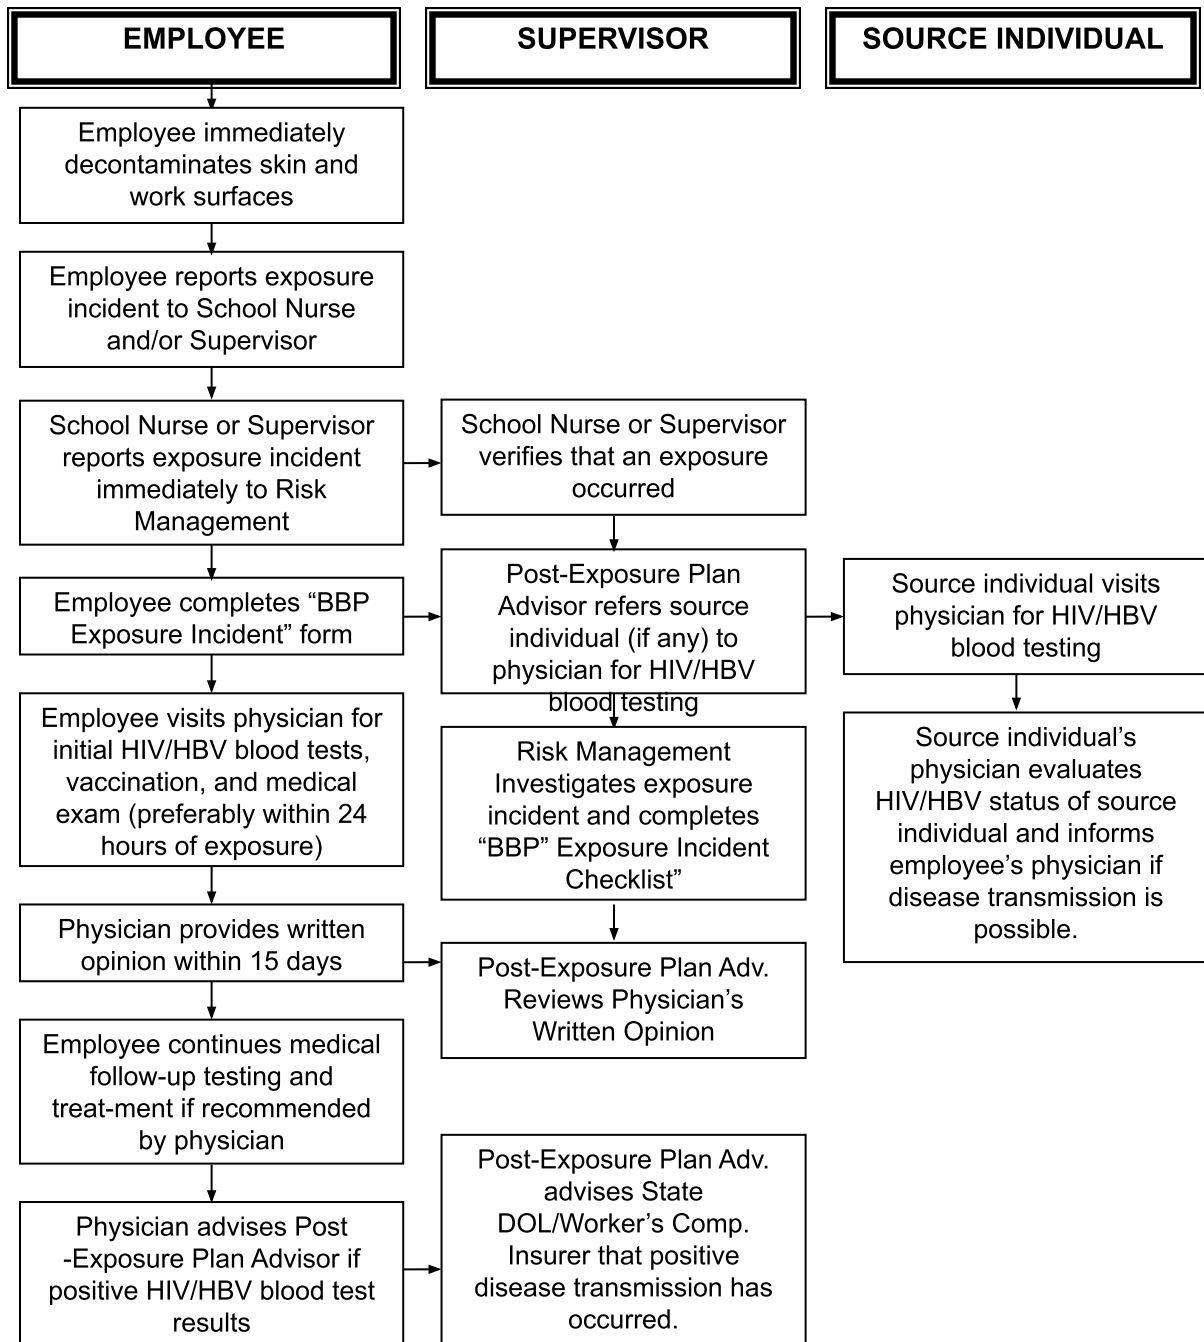 EMPLOYEE
SUPERVISOR
SOURCE INDIVIDUAL
Employee immediately
decontaminates skin and
work surfaces
Employee reports exposure
incident to School Nurse
and/or Supervisor
School Nurse or Supervisor
reports exposure incident
immediately to Risk
Management
Employee completes “BBP
Exposure Incident” form
Employee visits physician for
initial HIV/HBV blood tests,
vaccination, and medical
exam (preferably within 24
hours of exposure)
Physician provides written
opinion within 15 days
Employee continues medical
follow-up testing and
treat-ment if recommended
by physician
Physician advises Post
-Exposure Plan Advisor if
positive HIV/HBV blood test
results
School Nurse or Supervisor
verifies that an exposure
occurred
Post-Exposure Plan
Advisor refers source
individual (if any) to
physician for HIV/HBV
blood testing
Risk Management
Investigates exposure
incident and completes
“BBP” Exposure Incident
Checklist”
Post-Exposure Plan Adv.
Reviews Physician’s
Written Opinion
Post-Exposure Plan Adv.
advises State
DOL/Worker’s Comp.
Insurer that positive
disease transmission has
occurred.
Source individual visits
physician for HIV/HBV
blood testing
Source individual’s
physician evaluates
HIV/HBV status of source
individual and informs
employee’s physician if
disease transmission is
possible.